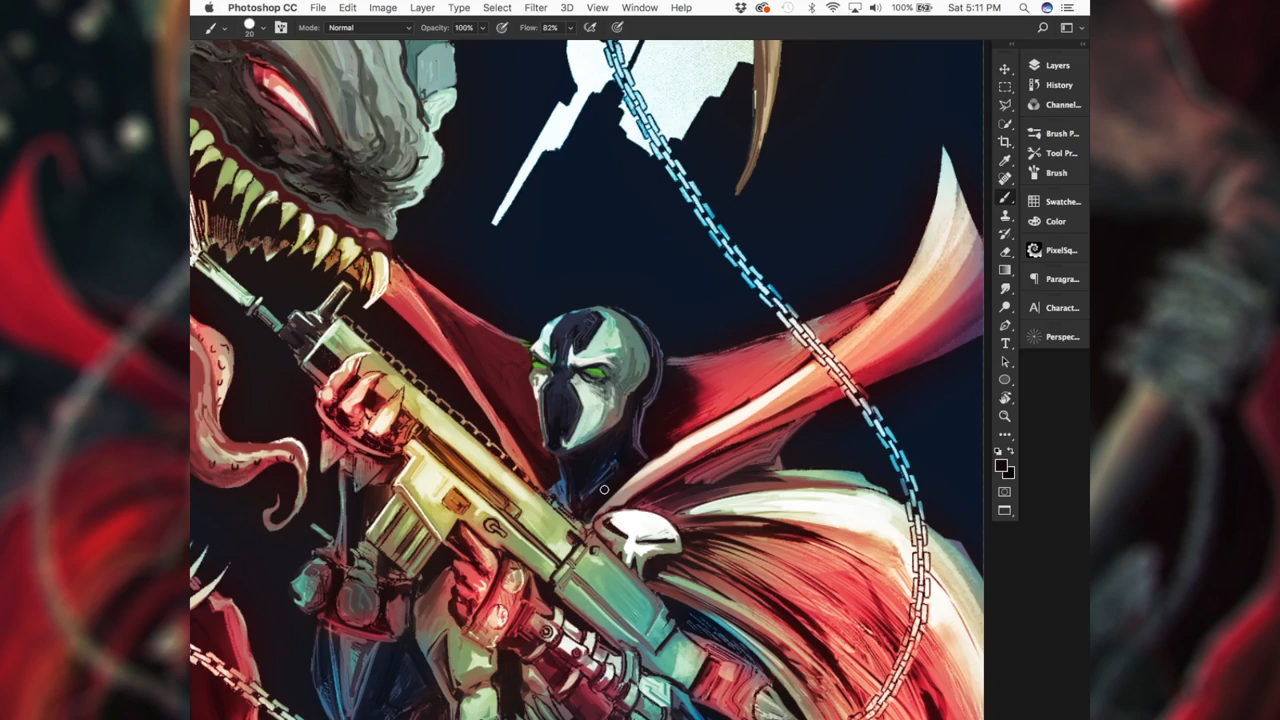 Photoshop CC File Edit Image Layer Type Select Filter 3D View Window Help 100% Sat 5:11 PM
20 Mode: Normal Opacity: 100% Flow: 82%
Layers
History
Channel...
Brush P...
Tool Pr...
Brush
Swatche...
Color
PixelSq...
Paragra...
Charact...
Perspec...